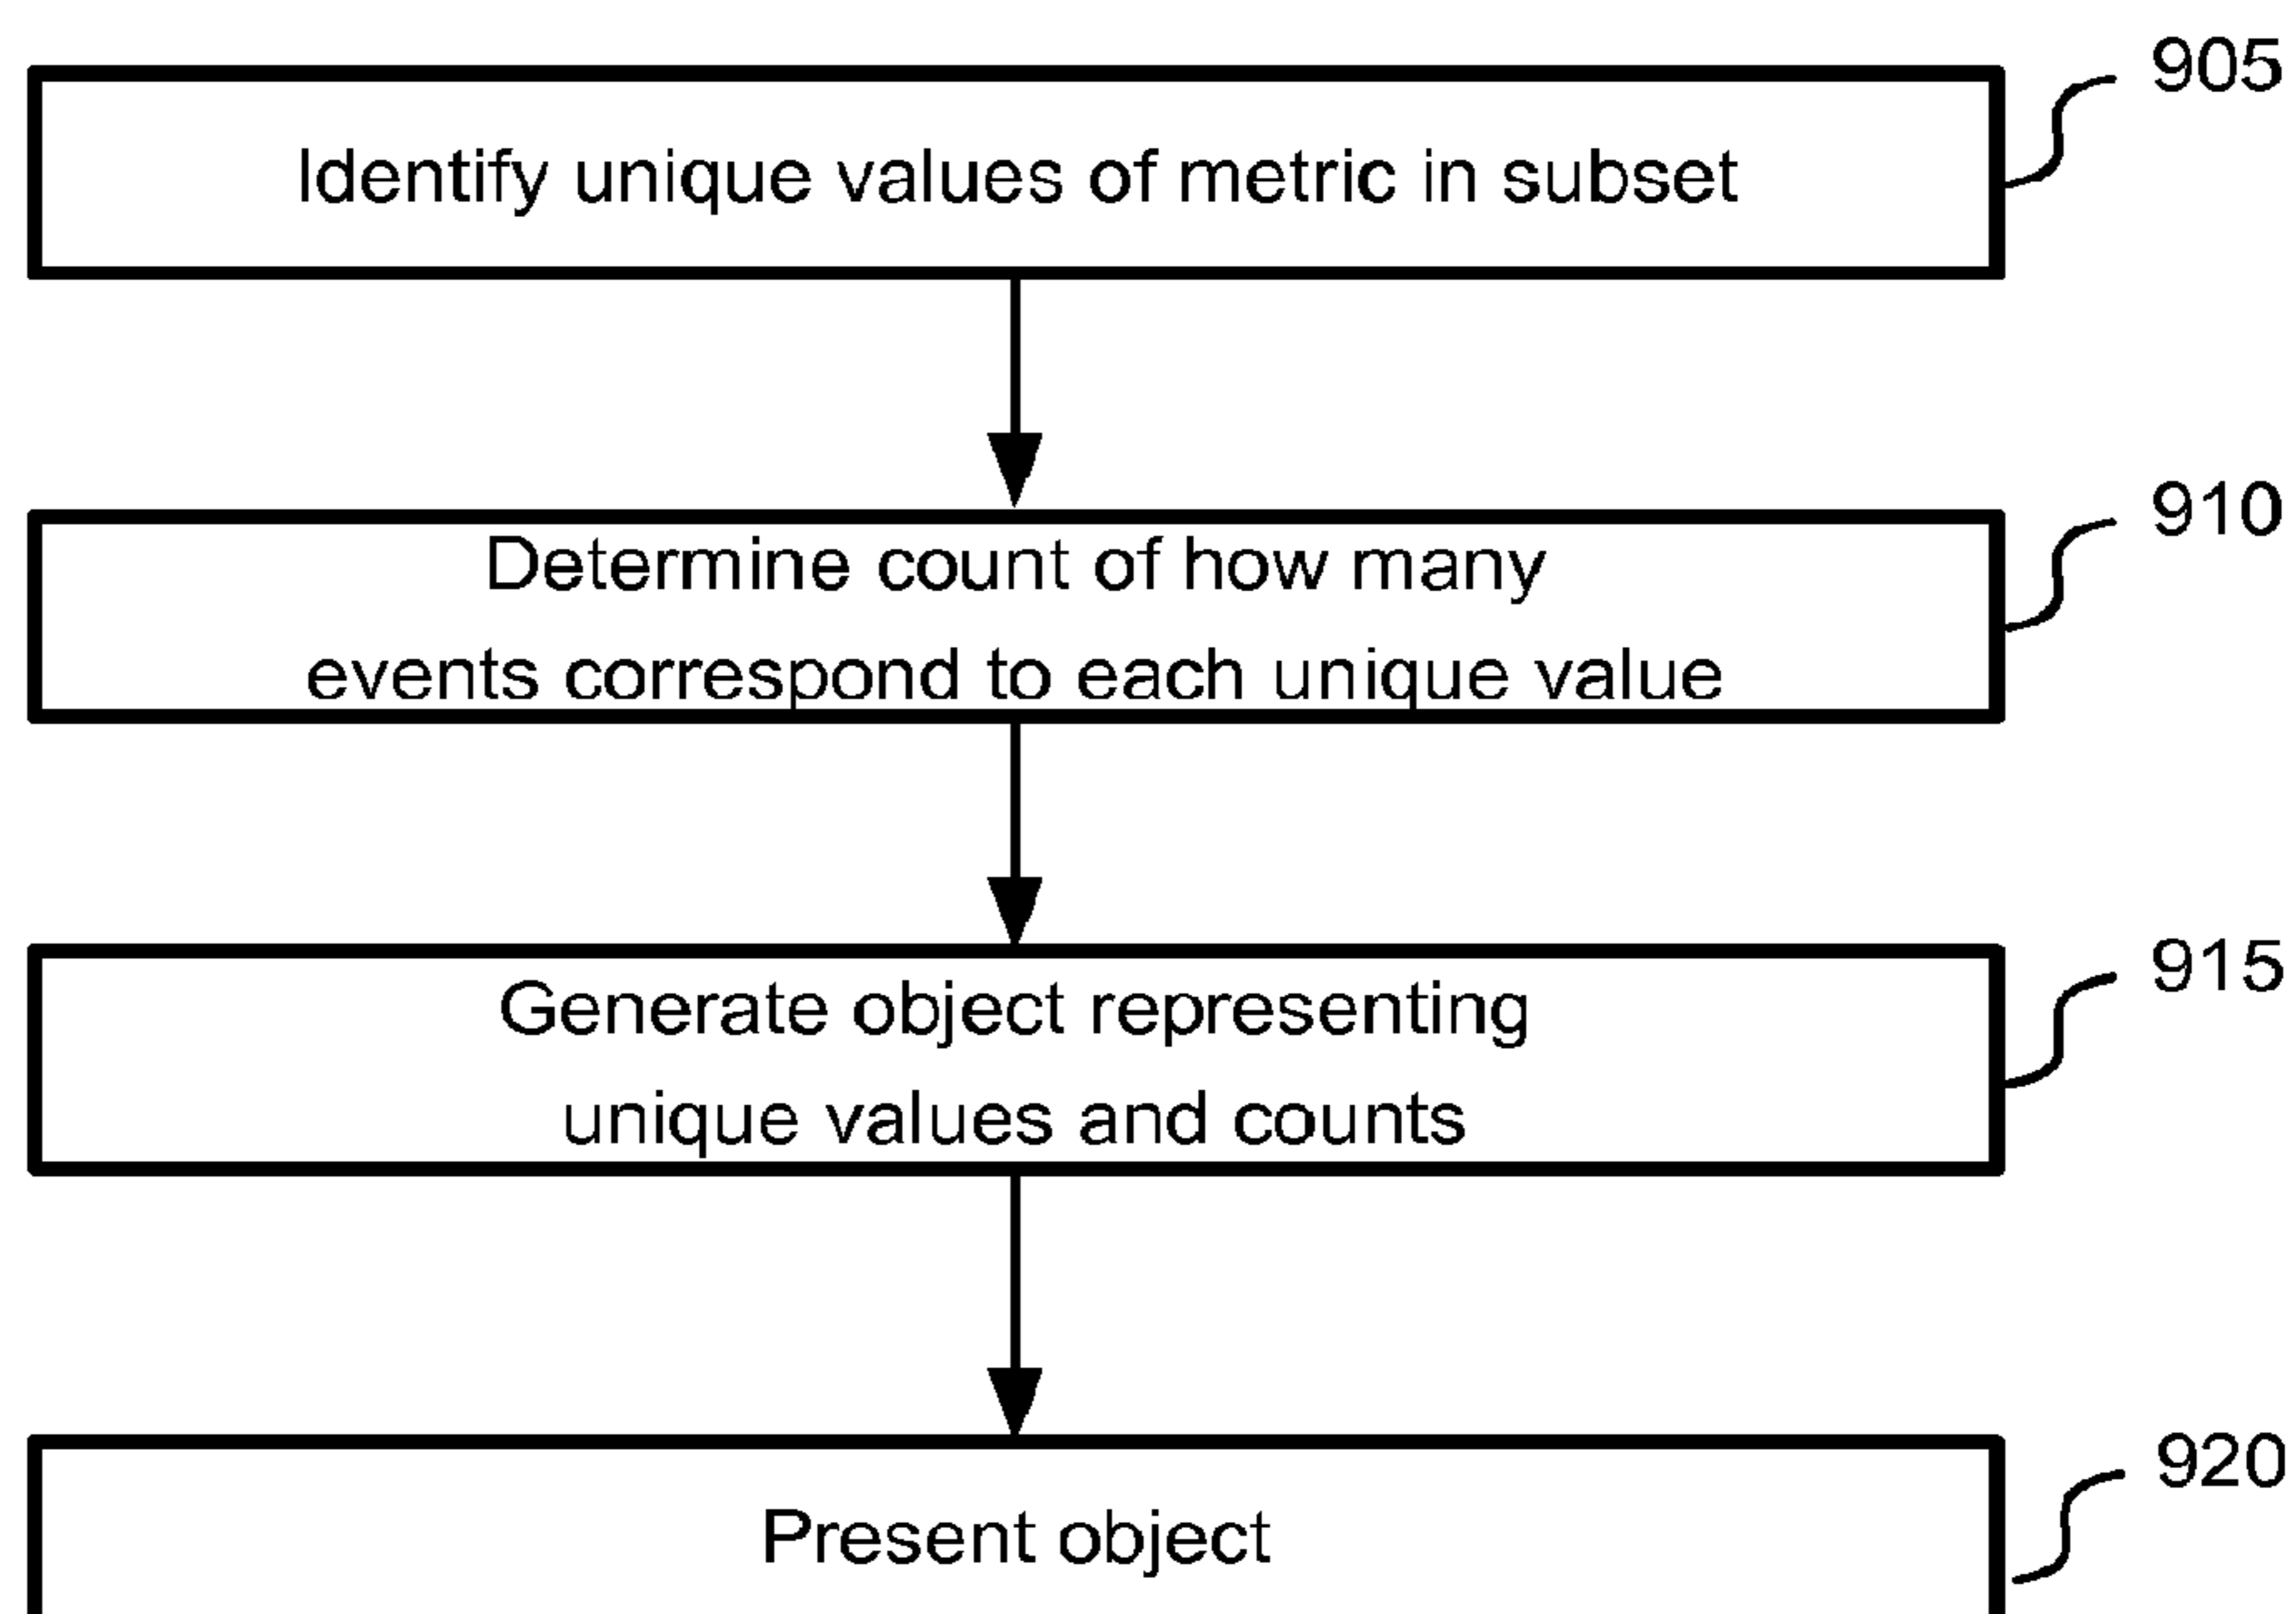 905
Identify unique values of metric in subset
910
Determine count of how many
events correspond to each unique value
915
Generate object representing
unique values and counts
920
Present object